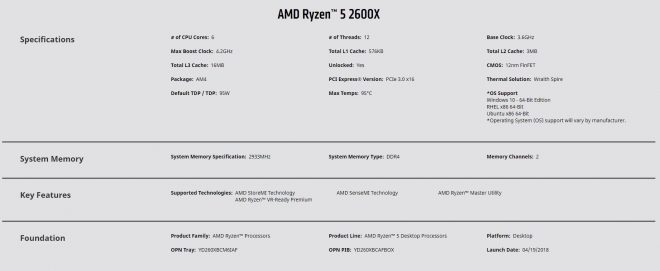 AMD Ryzen™ 5 2600X
Specifications
# of CPU Cores: 6
# of Threads: 12
Base Clock: 3.6GHz
Max Boost Clock: 4.2GHz
Total L1 Cache: 576KB
Total L2 Cache: 3MB
Total L3 Cache: 16MB
Unlocked: Yes
CMOS: 12nm FinFET
Package: AM4
PCI Express® Version: PCIe 3.0 x16
Thermal Solution: Wraith Spire
Default TDP / TDP: 95W
Max Temps: 95°C
*OS Support
Windows 10 - 64-Bit Edition
RHEL x86 64-Bit
Ubuntu x86 64-Bit
*Operating System (OS) support will vary by manufacturer.
System Memory
System Memory Specification: 2933MHz
System Memory Type: DDR4
Memory Channels: 2
Key Features
Supported Technologies: AMD StoreMI Technology
AMD SenseMI Technology
AMD Ryzen™ Master Utility
AMD Ryzen™ VR-Ready Premium
Foundation
Product Family: AMD Ryzen™ Processors
Product Line: AMD Ryzen™ 5 Desktop Processors
Platform: Desktop
OPN Tray: YD260XBCM6IAF
OPN PIB: YD260XBCAFBOX
Launch Date: 04/19/2018